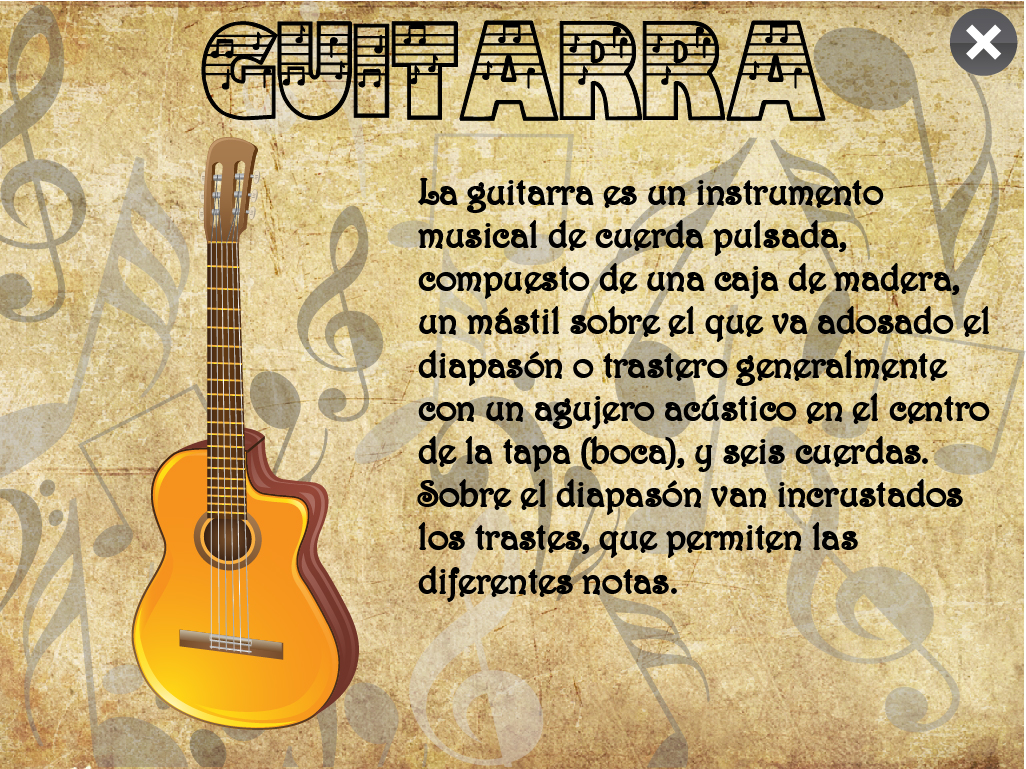 GUITARRA
La guitarra es un instrumento
musical de cuerda pulsada,
compuesto de una caja de madera,
un mástil sobre el que va adosado el
diapasón o trastero generalmente
con un agujero acústico en el centro
de la tapa (boca), y seis cuerdas.
Sobre el diapasón van incrustados
los trastes, que permiten las
diferentes notas.